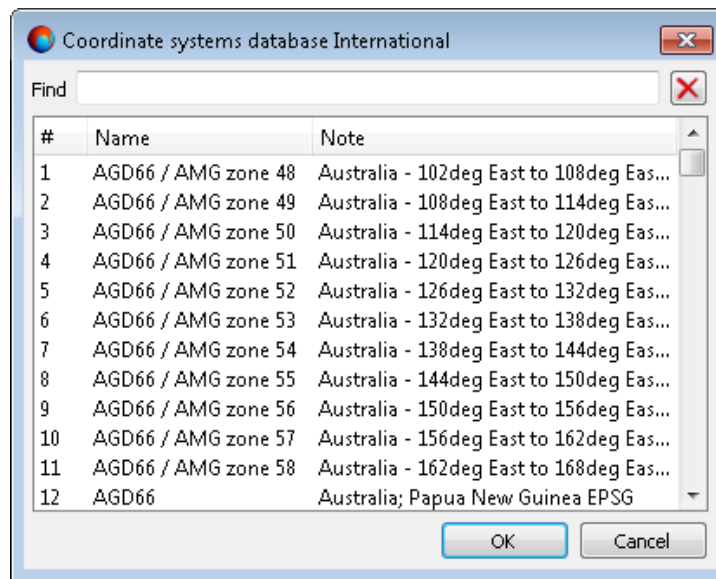 Coordinate systems database International
Find
# Name Note
1 AGD66 / AMG zone 48 Australia - 102deg East to 108deg Eas...
2 AGD66 / AMG zone 49 Australia - 108deg East to 114deg Eas...
3 AGD66 / AMG zone 50 Australia - 114deg East to 120deg Eas...
4 AGD66 / AMG zone 51 Australia - 120deg East to 126deg Eas...
5 AGD66 / AMG zone 52 Australia - 126deg East to 132deg Eas...
6 AGD66 / AMG zone 53 Australia - 132deg East to 138deg Eas...
7 AGD66 / AMG zone 54 Australia - 138deg East to 144deg Eas...
8 AGD66 / AMG zone 55 Australia - 144deg East to 150deg Eas...
9 AGD66 / AMG zone 56 Australia - 150deg East to 156deg Eas...
10 AGD66 / AMG zone 57 Australia - 156deg East to 162deg Eas...
11 AGD66 / AMG zone 58 Australia - 162deg East to 168deg Eas...
12 AGD66 Australia; Papua New Guinea EPSG
OK Cancel